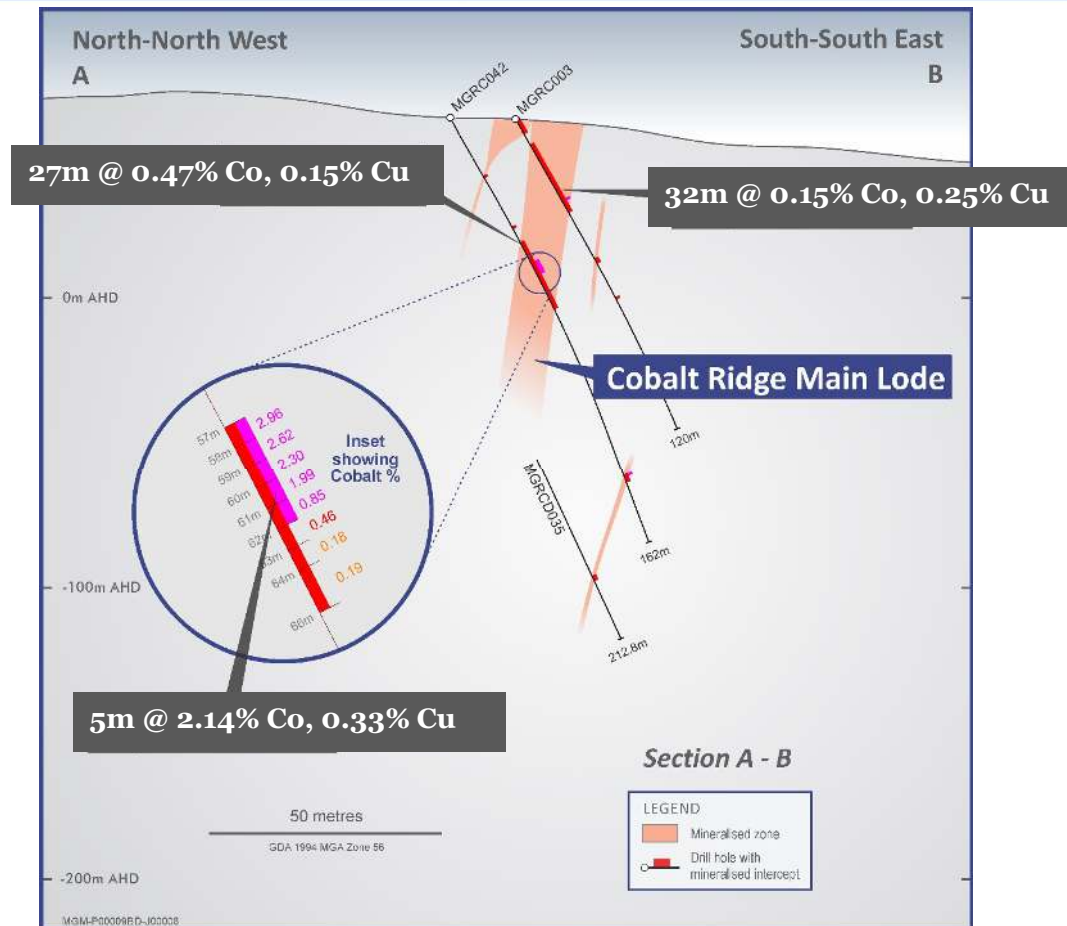 North-North West
A
South-South East
B
MGRC042
MGRC003
27m @ 0.47% Co, 0.15% Cu
32m @ 0.15% Co, 0.25% Cu
0m AHD
Cobalt Ridge Main Lode
120m
162m
MGRCD035
212.8m
Inset
showing
Cobalt %
57m
58m
59m
60m
61m
62m
63m
64m
2.96
2.62
2.30
1.99
0.85
0.46
0.18
0.19
-100m AHD
5m @ 2.14% Co, 0.33% Cu
Section A - B
50 metres
GDA 1994 MGA Zone 56
LEGEND
Mineralised zone
Drill hole with
mineralised intercept
-200m AHD